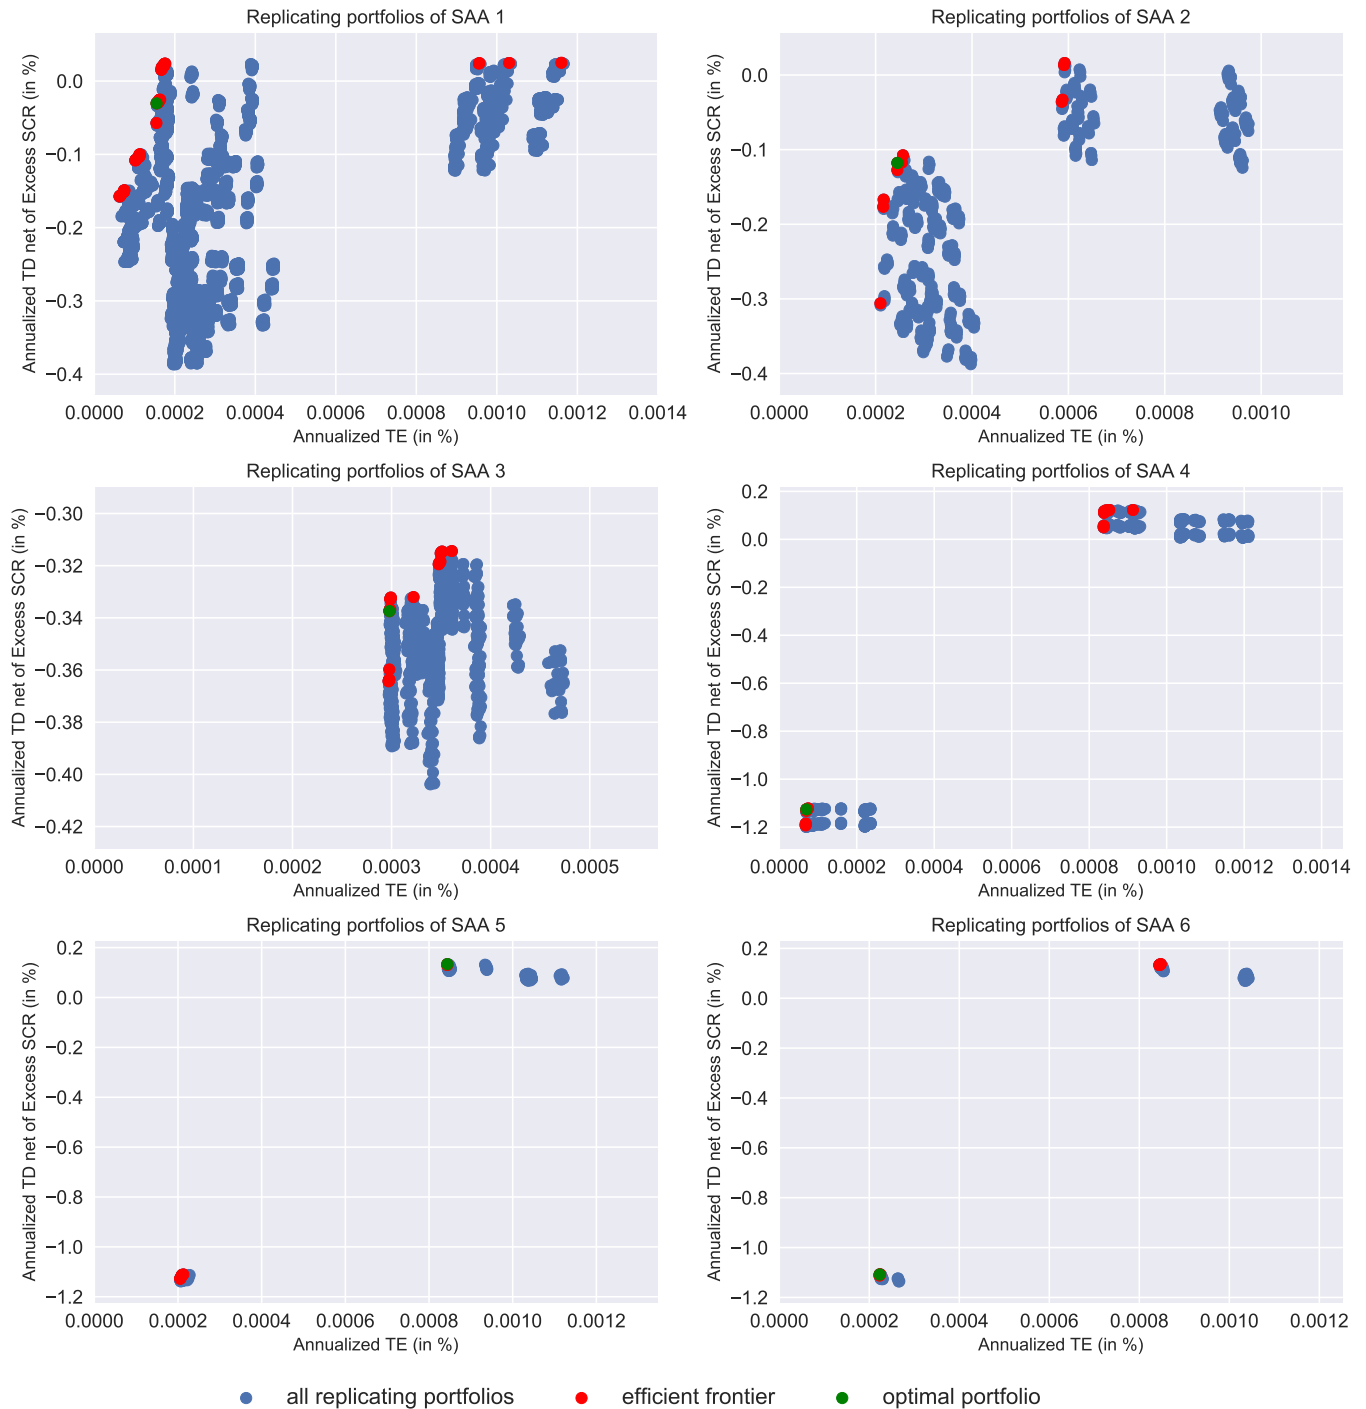 Replicating portfolios of SAA 1
Annualized TD net of Excess SCR (in %)
0.0
−0.1
−0.2
−0.3
−0.4
0.0000 0.0002 0.0004 0.0006 0.0008 0.0010 0.0012 0.0014
Annualized TE (in %)
Replicating portfolios of SAA 2
Annualized TD net of Excess SCR (in %)
0.0
−0.1
−0.2
−0.3
−0.4
0.0000 0.0002 0.0004 0.0006 0.0008 0.0010
Annualized TE (in %)
Replicating portfolios of SAA 3
Annualized TD net of Excess SCR (in %)
−0.30
−0.32
−0.34
−0.36
−0.38
−0.40
−0.42
0.0000 0.0001 0.0002 0.0003 0.0004 0.0005
Annualized TE (in %)
Replicating portfolios of SAA 4
Annualized TD net of Excess SCR (in %)
0.2
0.0
−0.2
−0.4
−0.6
−0.8
−1.0
−1.2
0.0000 0.0002 0.0004 0.0006 0.0008 0.0010 0.0012 0.0014
Annualized TE (in %)
Replicating portfolios of SAA 5
Annualized TD net of Excess SCR (in %)
0.2
0.0
−0.2
−0.4
−0.6
−0.8
−1.0
−1.2
0.0000 0.0002 0.0004 0.0006 0.0008 0.0010 0.0012
Annualized TE (in %)
Replicating portfolios of SAA 6
Annualized TD net of Excess SCR (in %)
0.2
0.0
−0.2
−0.4
−0.6
−0.8
−1.0
−1.2
0.0000 0.0002 0.0004 0.0006 0.0008 0.0010 0.0012
Annualized TE (in %)
all replicating portfolios efficient frontier optimal portfolio